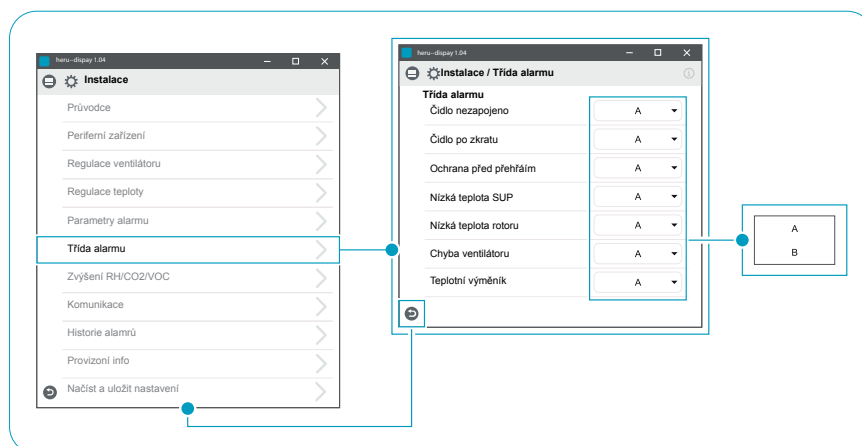 heru–dispay 1.04
Instalace
Průvodce
Periferní zařízení
Regulace ventilátoru
Regulace teploty
Parametry alarmu
Třída alarmu
Zvýšení RH/CO2/VOC
Komunikace
Historie alamrů
Provizoní info
Načíst a uložit nastavení
heru–dispay 1.04
Instalace / Třída alarmu
Třída alarmu
Čidlo nezapojeno A
Čidlo po zkratu A
Ochrana před přehřáím A
Nízká teplota SUP A
Nízká teplota rotoru A
Chyba ventilátoru A
Teplotní výměník A
A
B